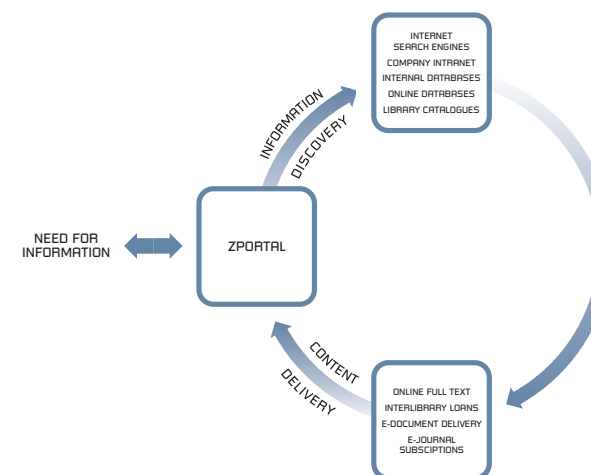 INTERNET
SEARCH ENGINES
COMPANY INTRANET
INTERNAL DATABASES
ONLINE DATABASES
LIBRARY CATALOGUES
INFORMATION
DISCOVERY
NEED FOR
INFORMATION
ZPORTAL
CONTENT
DELIVERY
ONLINE FULL TEXT
INTERLIBRARY LOANS
E-DOCUMENT DELIVERY
E-JOURNAL
SUBSCIPTIONS